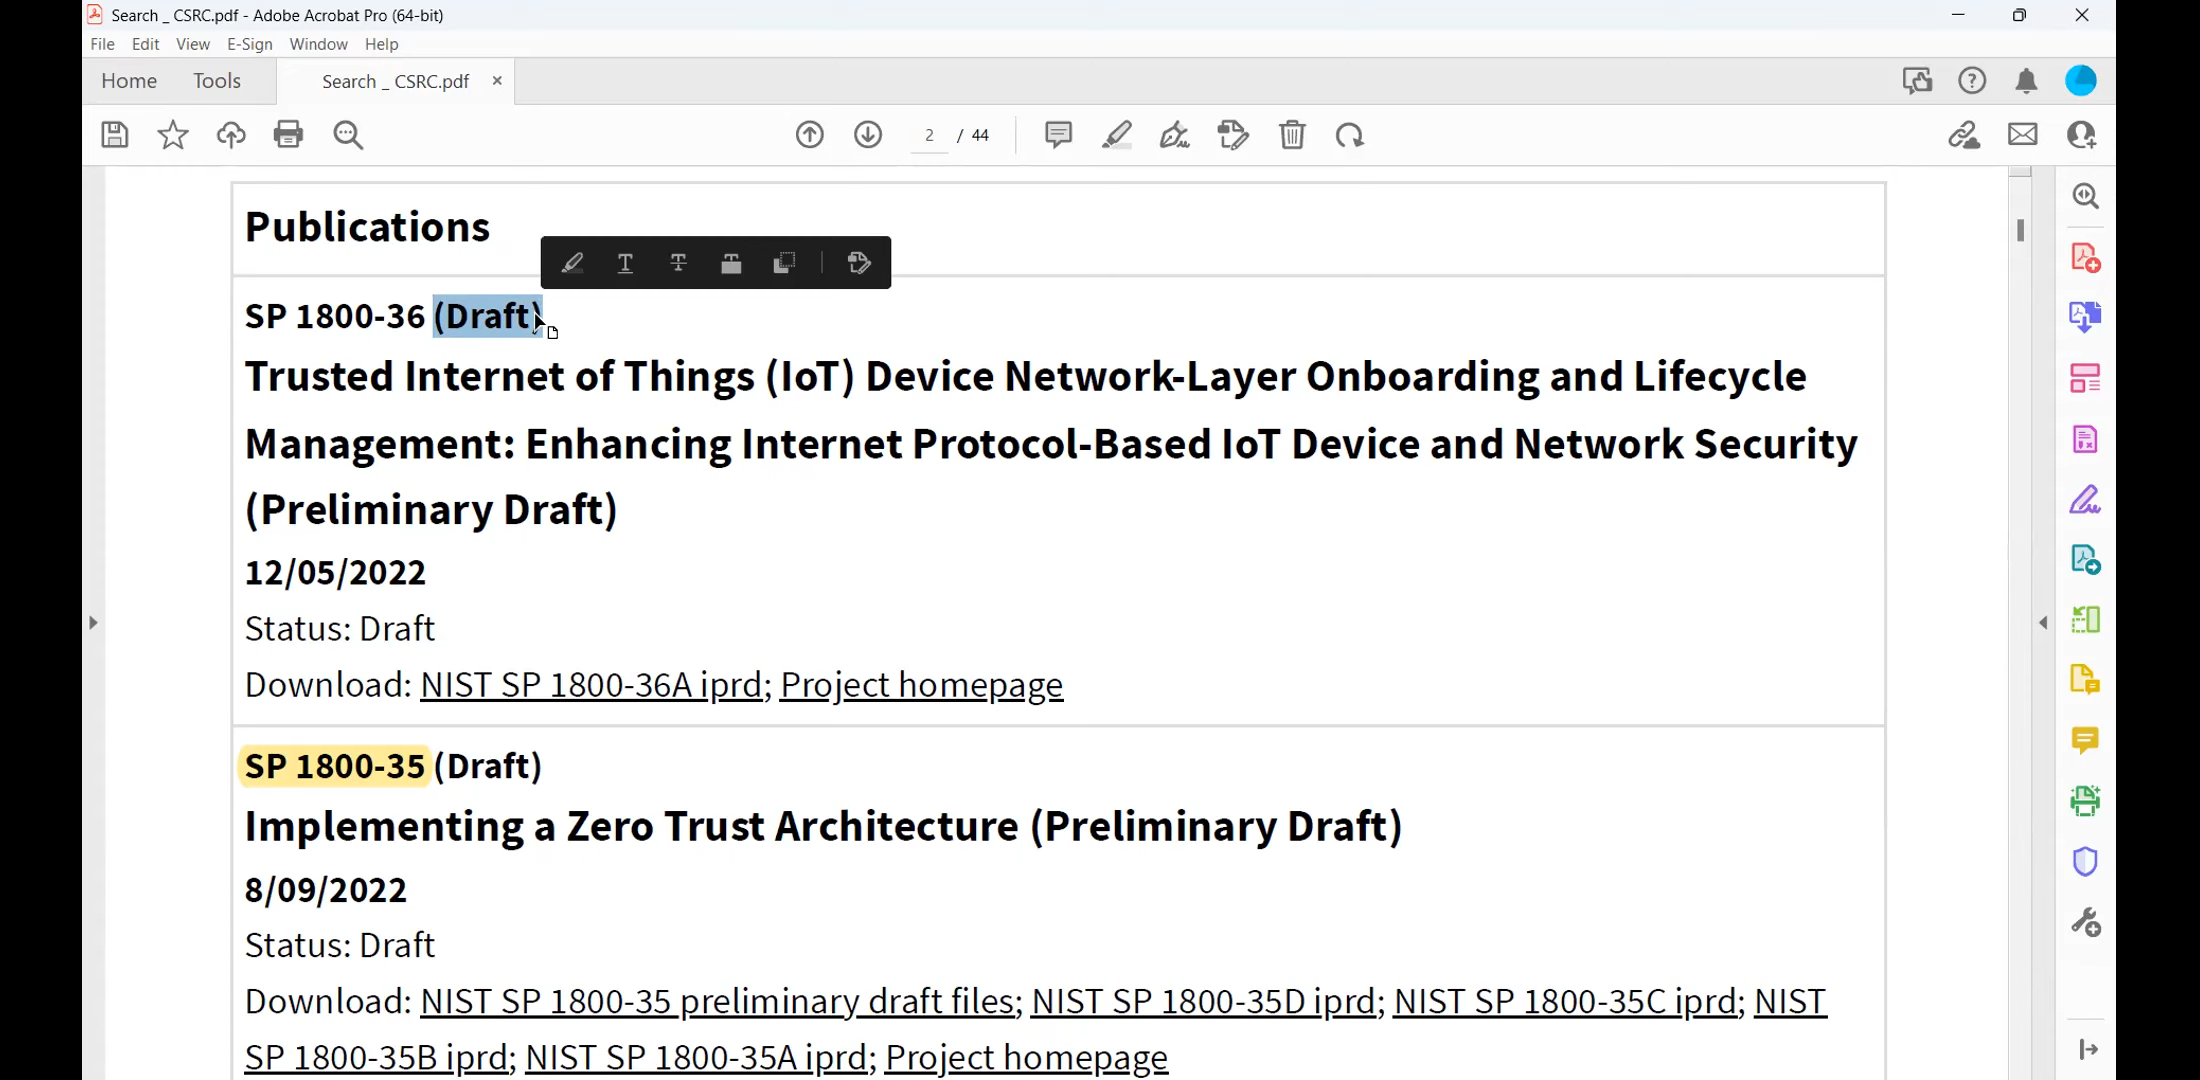 Search _ CSRC.pdf - Adobe Acrobat Pro (64-bit)
File Edit View E-Sign Window Help
Home Tools Search _ CSRC.pdf
2 / 44
Publications
SP 1800-36 (Draft)
Trusted Internet of Things (IoT) Device Network-Layer Onboarding and Lifecycle
Management: Enhancing Internet Protocol-Based IoT Device and Network Security
(Preliminary Draft)
12/05/2022
Status: Draft
Download: NIST SP 1800-36A iprd; Project homepage
SP 1800-35 (Draft)
Implementing a Zero Trust Architecture (Preliminary Draft)
8/09/2022
Status: Draft
Download: NIST SP 1800-35 preliminary draft files; NIST SP 1800-35D iprd; NIST SP 1800-35C iprd; NIST
SP 1800-35B iprd; NIST SP 1800-35A iprd; Project homepage